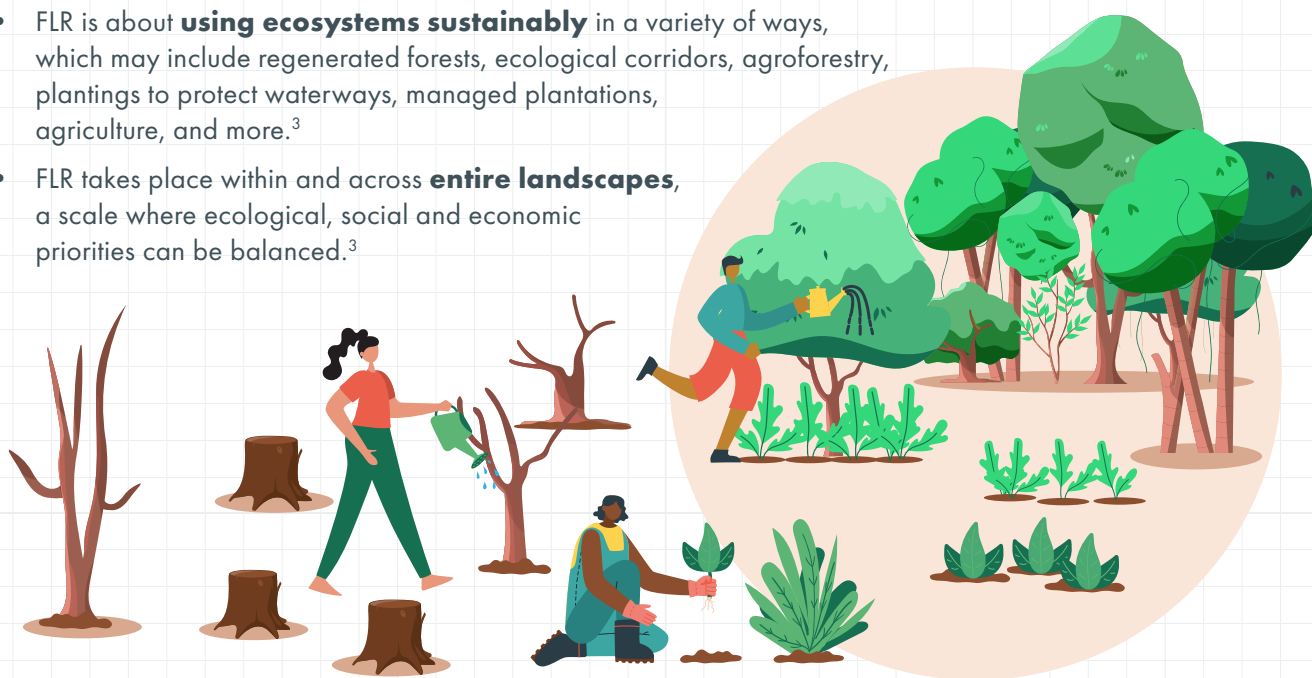 • FLR is about using ecosystems sustainably in a variety of ways,
which may include regenerated forests, ecological corridors, agroforestry,
plantings to protect waterways, managed plantations,
agriculture, and more.³
• FLR takes place within and across entire landscapes,
a scale where ecological, social and economic
priorities can be balanced.³